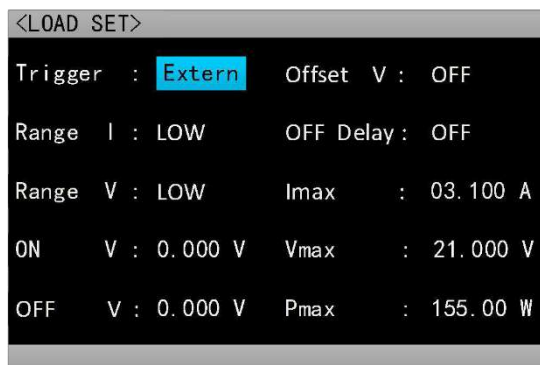 <LOAD SET>
Trigger : Extern Offset V : OFF
Range I : LOW OFF Delay : OFF
Range V : LOW Imax : 03.100 A
ON V : 0.000 V Vmax : 21.000 V
OFF V : 0.000 V Pmax : 155.00 W